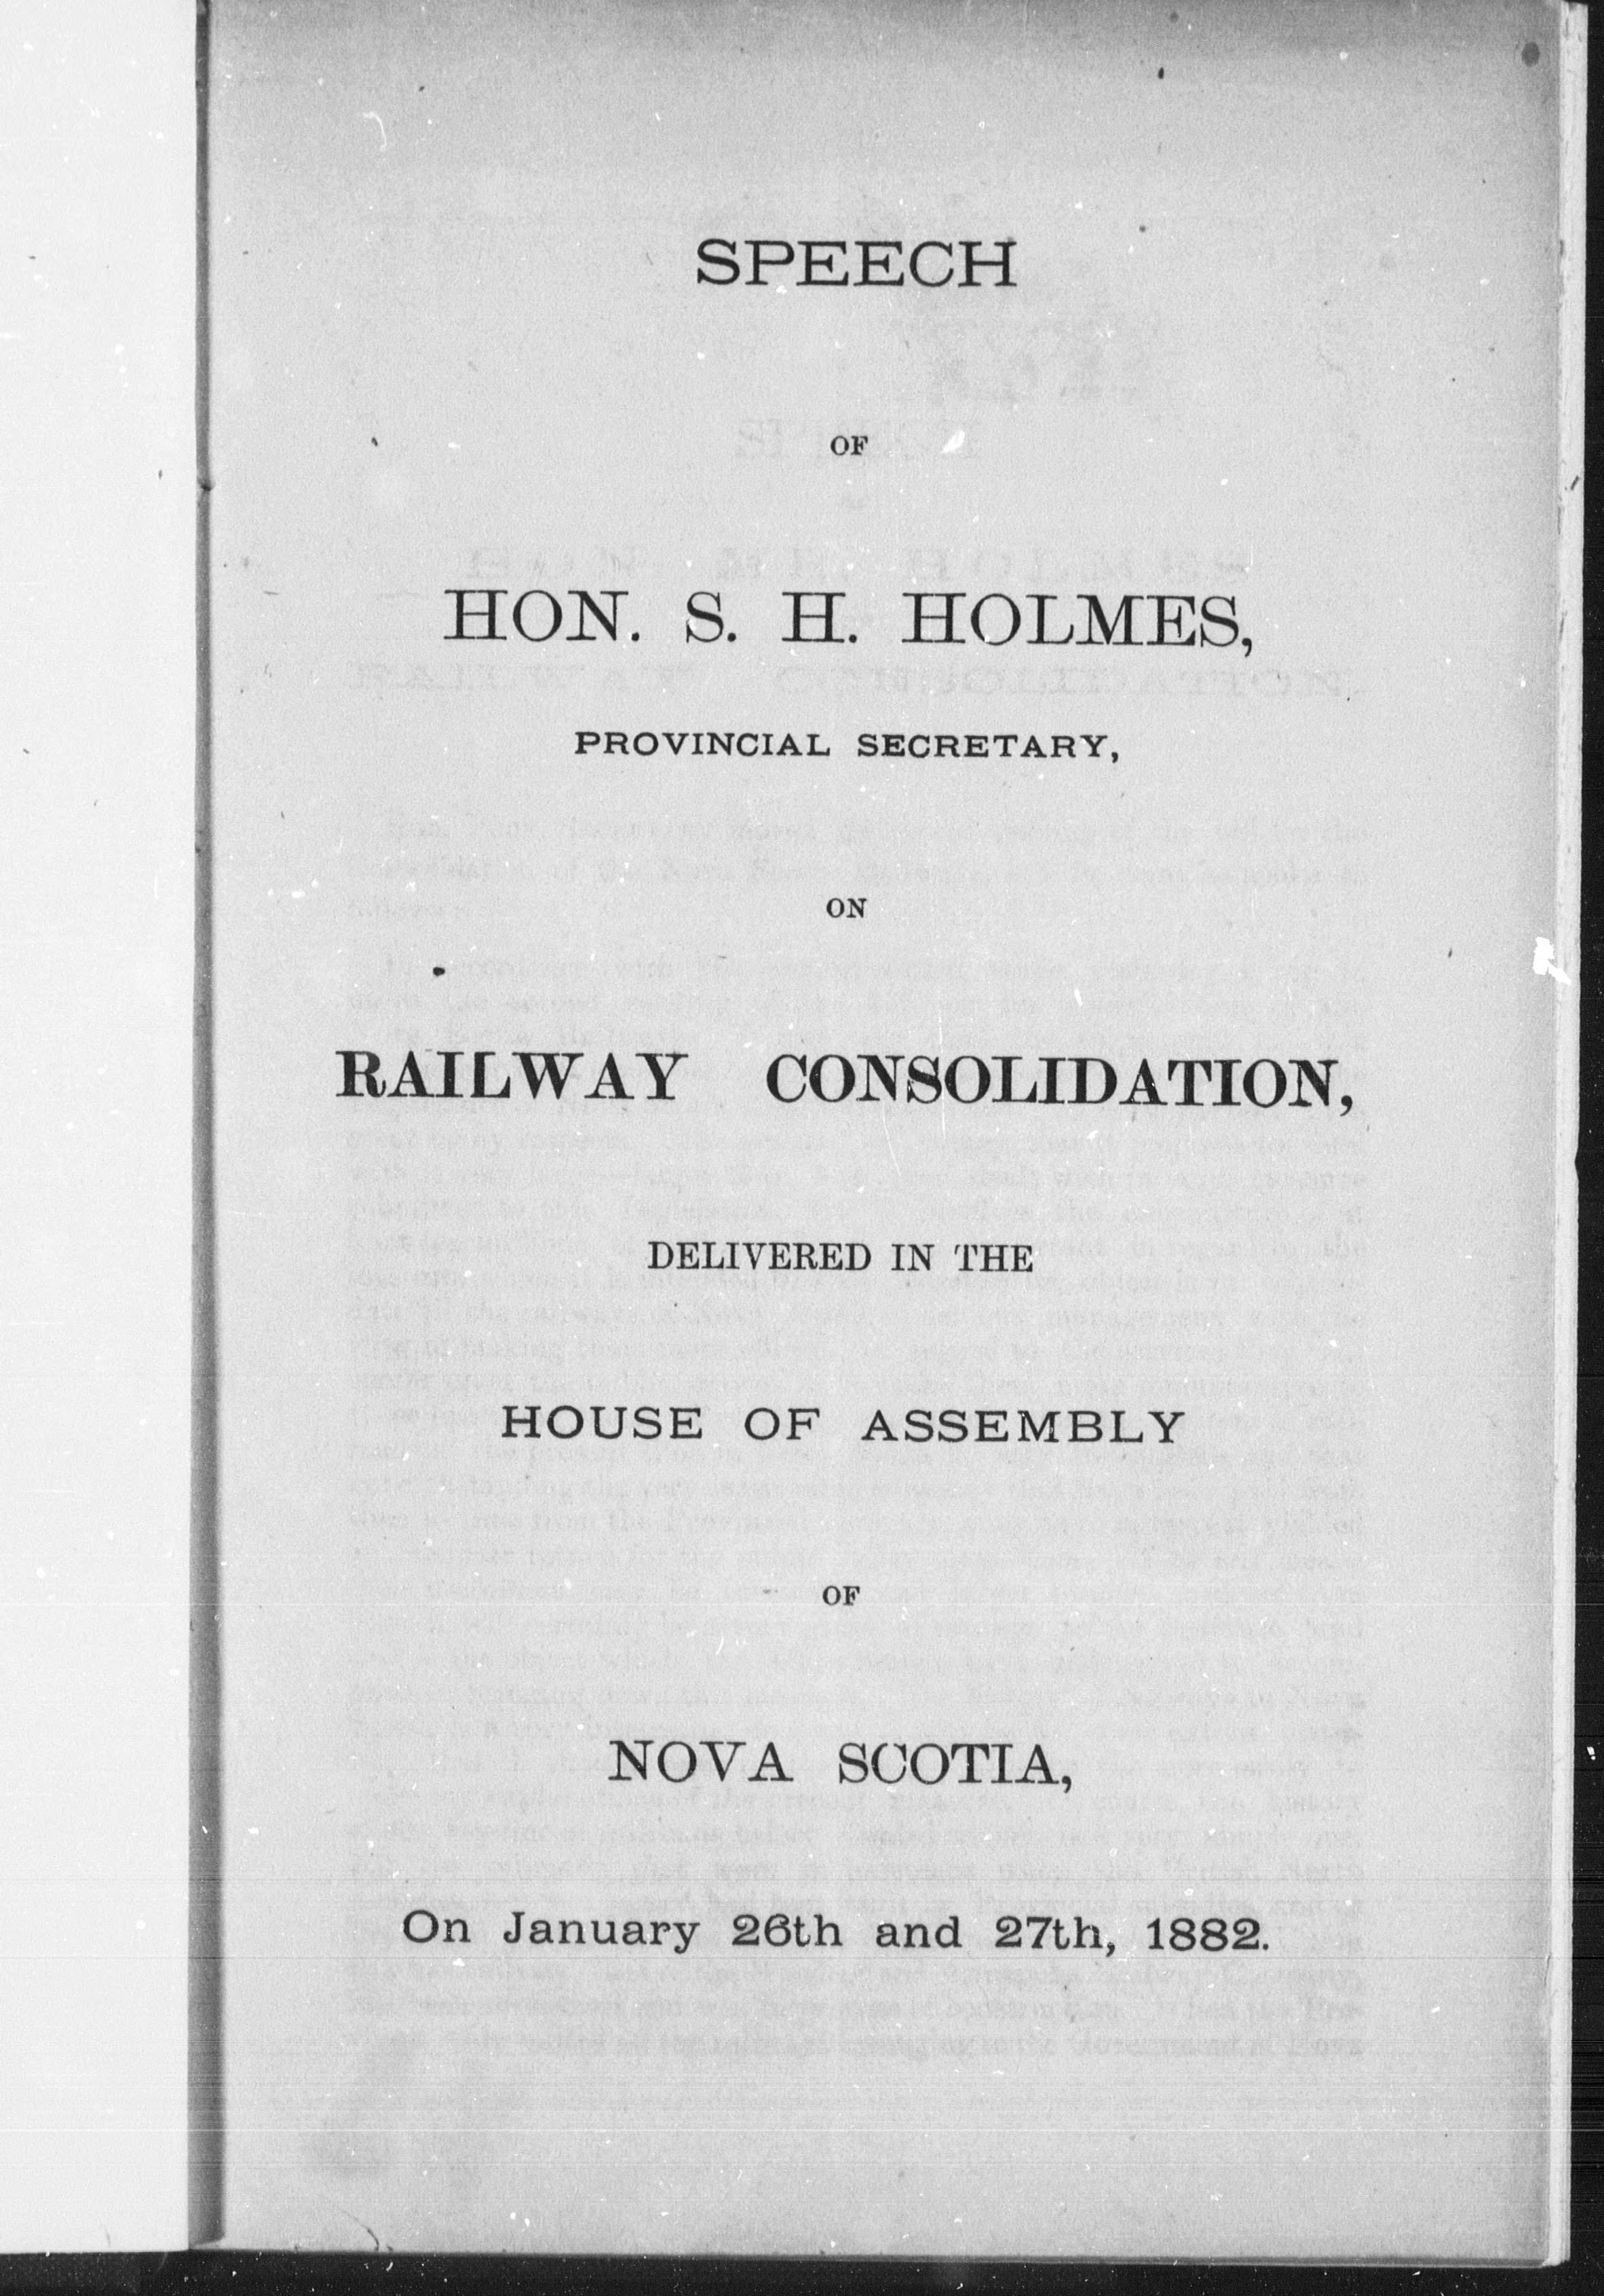 SPEECH
OF
HON. S. H. HOLMES,
PROVINCIAL SECRETARY,
ON
RAILWAY CONSOLIDATION,
DELIVERED IN THE
HOUSE OF ASSEMBLY
OF
NOVA SCOTIA,
On January 26th and 27th, 1882.